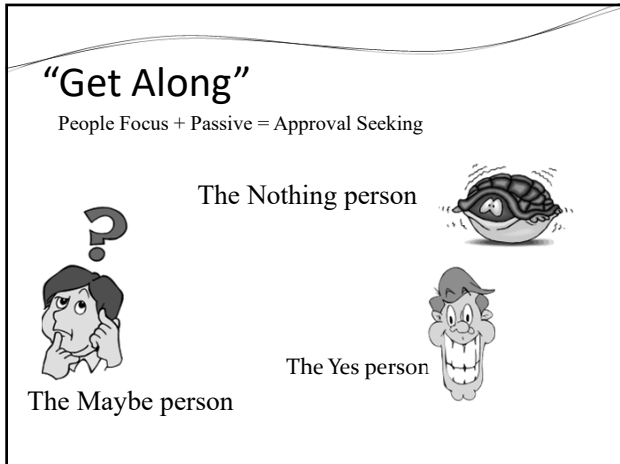 “Get Along”
People Focus + Passive = Approval Seeking
The Nothing person
?
The Yes person
The Maybe person